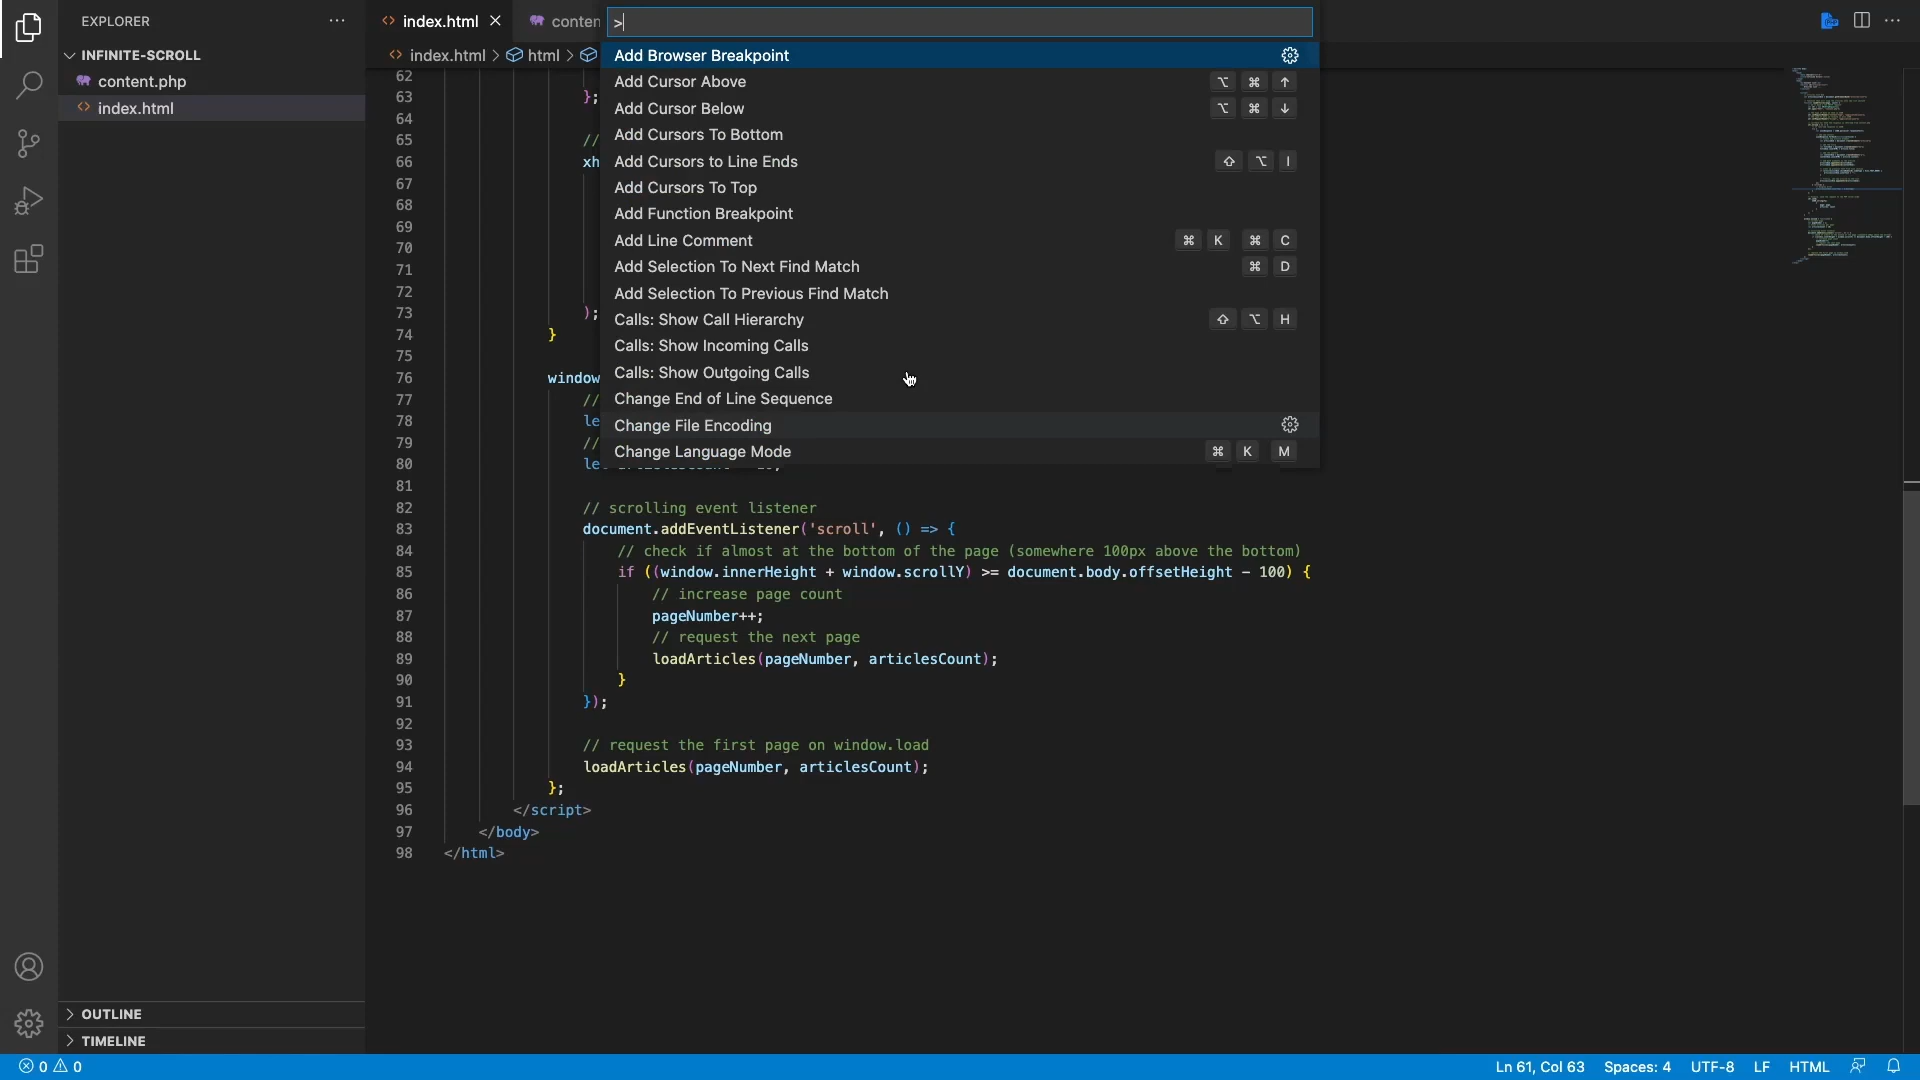 EXPLORER
INFINITE-SCROLL
content.php
index.html
OUTLINE
TIMELINE
index.html
index.html > html >
>
Add Browser Breakpoint
Add Cursor Above ⌥ ⌘ ↑
Add Cursor Below ⌥ ⌘ ↓
Add Cursors To Bottom
Add Cursors to Line Ends ⇧ ⌥ I
Add Cursors To Top
Add Function Breakpoint
Add Line Comment ⌘ K ⌘ C
Add Selection To Next Find Match ⌘ D
Add Selection To Previous Find Match
Calls: Show Call Hierarchy ⇧ ⌥ H
Calls: Show Incoming Calls
Calls: Show Outgoing Calls
Change End of Line Sequence
Change File Encoding
Change Language Mode ⌘ K M
62
63 };
64
65 //
66 xh
67
68
69
70
71
72
73 );
74 }
75
76 window
77 //
78 le
79 //
80 le
81
82 // scrolling event listener
83 document.addEventListener('scroll', () => {
84 // check if almost at the bottom of the page (somewhere 100px above the bottom)
85 if ((window.innerHeight + window.scrollY) >= document.body.offsetHeight - 100) {
86 // increase page count
87 pageNumber++;
88 // request the next page
89 loadArticles(pageNumber, articlesCount);
90 }
91 });
92
93 // request the first page on window.load
94 loadArticles(pageNumber, articlesCount);
95 };
96 </script>
97 </body>
98 </html>
0 0
Ln 61, Col 63 Spaces: 4 UTF-8 LF HTML